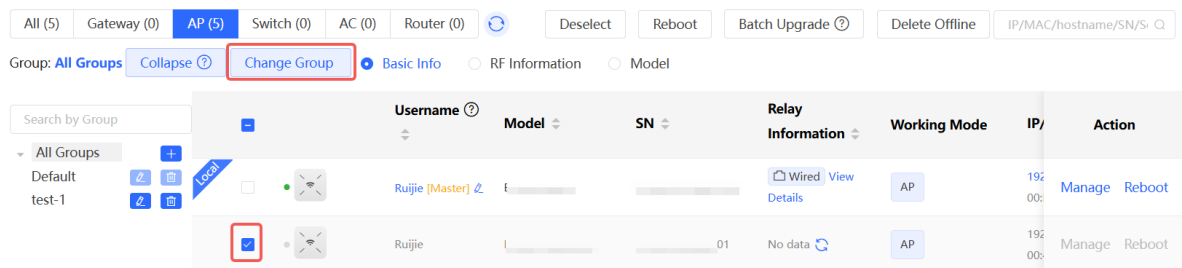 All (5) Gateway (0) AP (5) Switch (0) AC (0) Router (0) Deselect Reboot Batch Upgrade ? Delete Offline IP/MAC/hostname/SN/S
Group: All Groups Collapse ? Change Group Basic Info RF Information Model
Search by Group
All Groups
Default
test-1
Username ? Model SN Relay Information Working Mode IP/ Action
Local Ruijie [Master] Wired View Details AP 192 00: Manage Reboot
Ruijie 01 No data AP 192 00: Manage Reboot